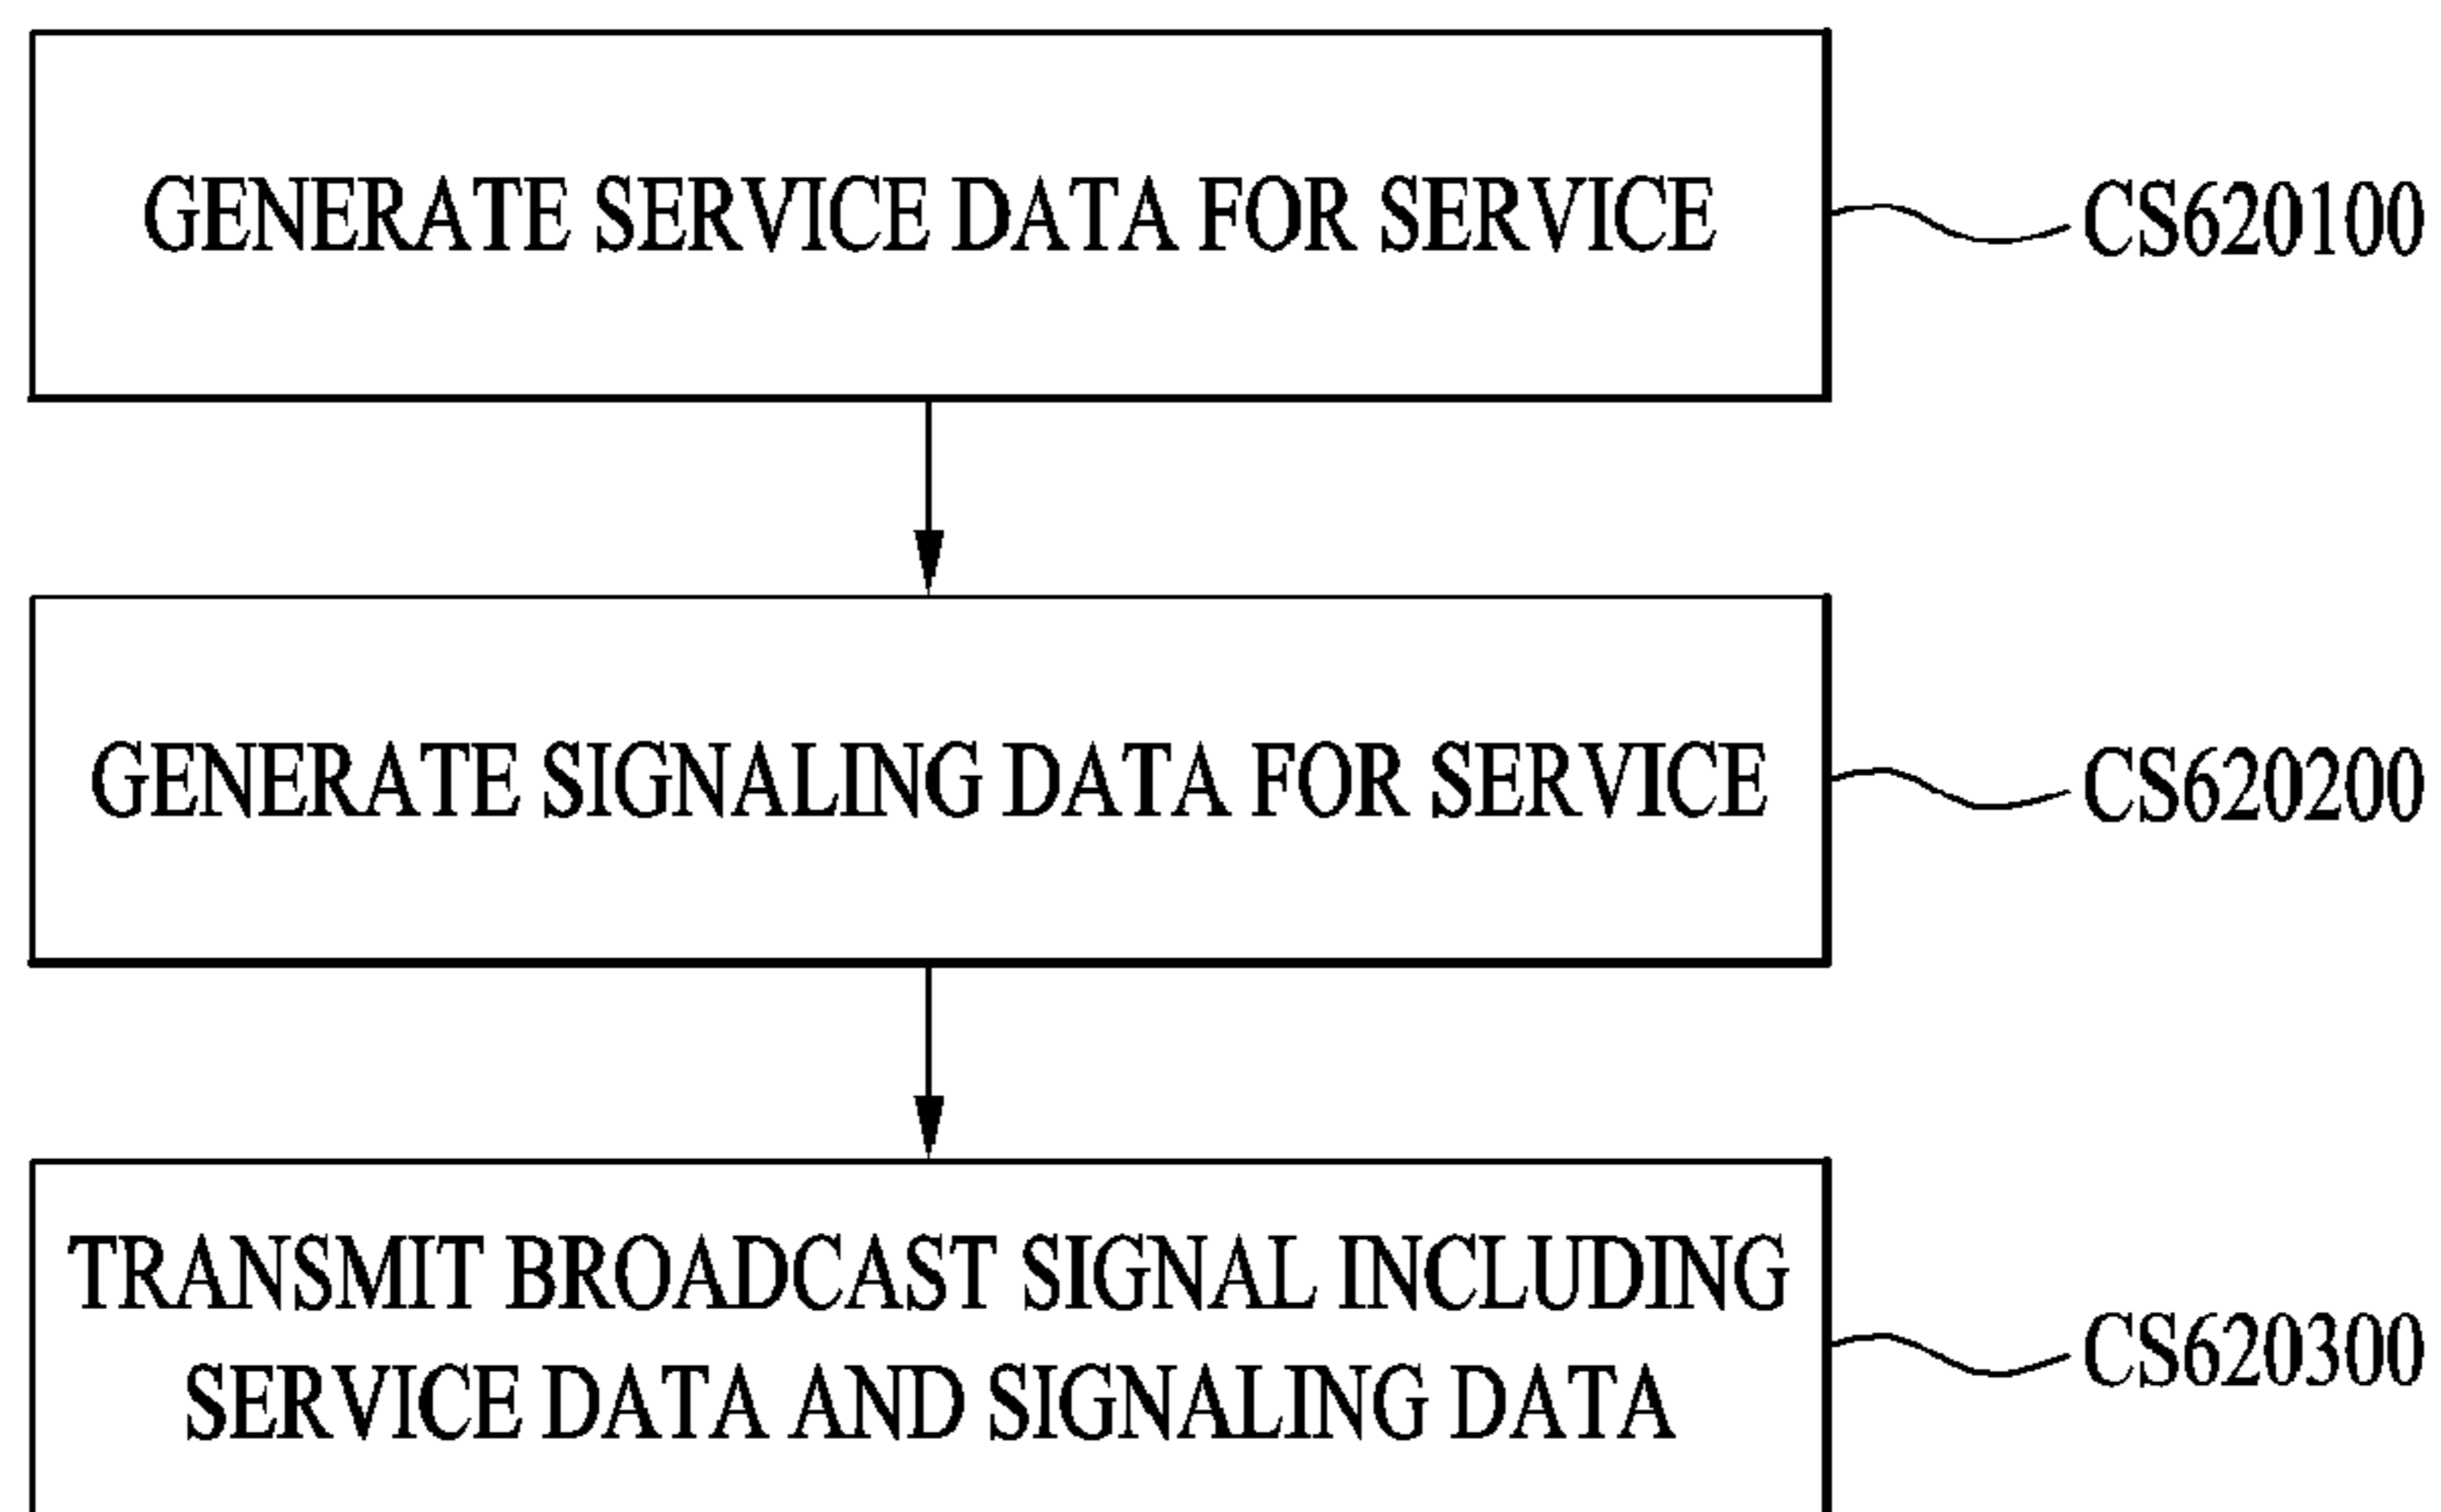 GENERATE SERVICE DATA FOR SERVICE
CS620100
GENERATE SIGNALING DATA FOR SERVICE
CS620200
TRANSMIT BROADCAST SIGNAL INCLUDING
SERVICE DATA AND SIGNALING DATA
CS620300